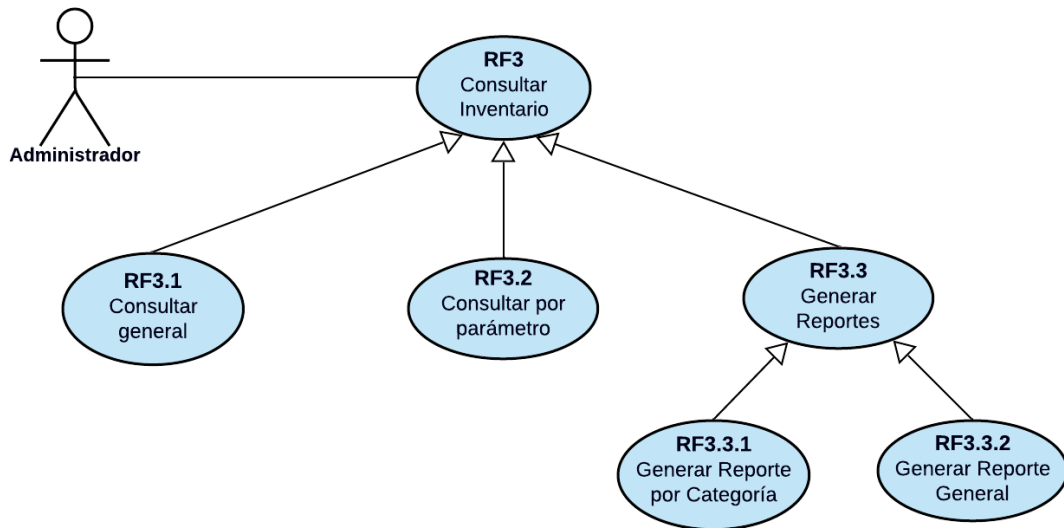 RF3
Consultar
Inventario
Administrador
RF3.1
Consultar
general
RF3.2
Consultar por
parámetro
RF3.3
Generar
Reportes
RF3.3.1
Generar Reporte
por Categoría
RF3.3.2
Generar Reporte
General